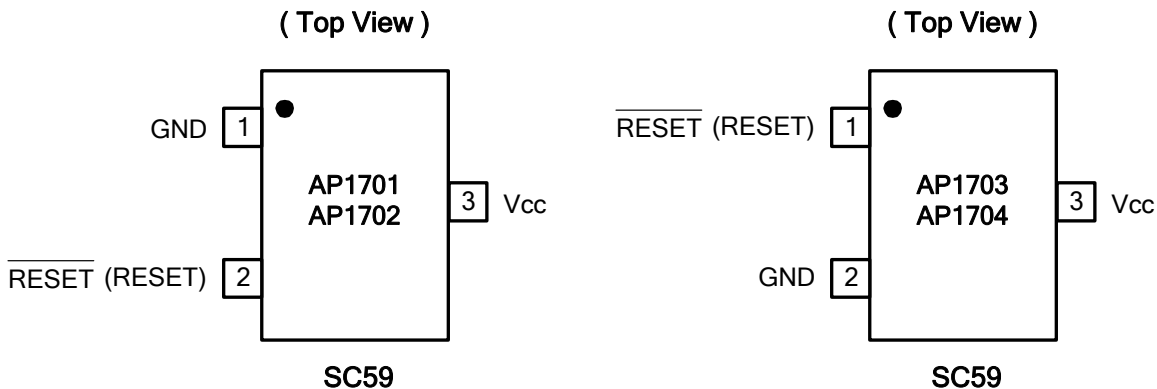 ( Top View )
GND 1
AP1701
AP1702
3 Vcc
RESET (RESET) 2
SC59
( Top View )
RESET (RESET) 1
AP1703
AP1704
3 Vcc
GND 2
SC59